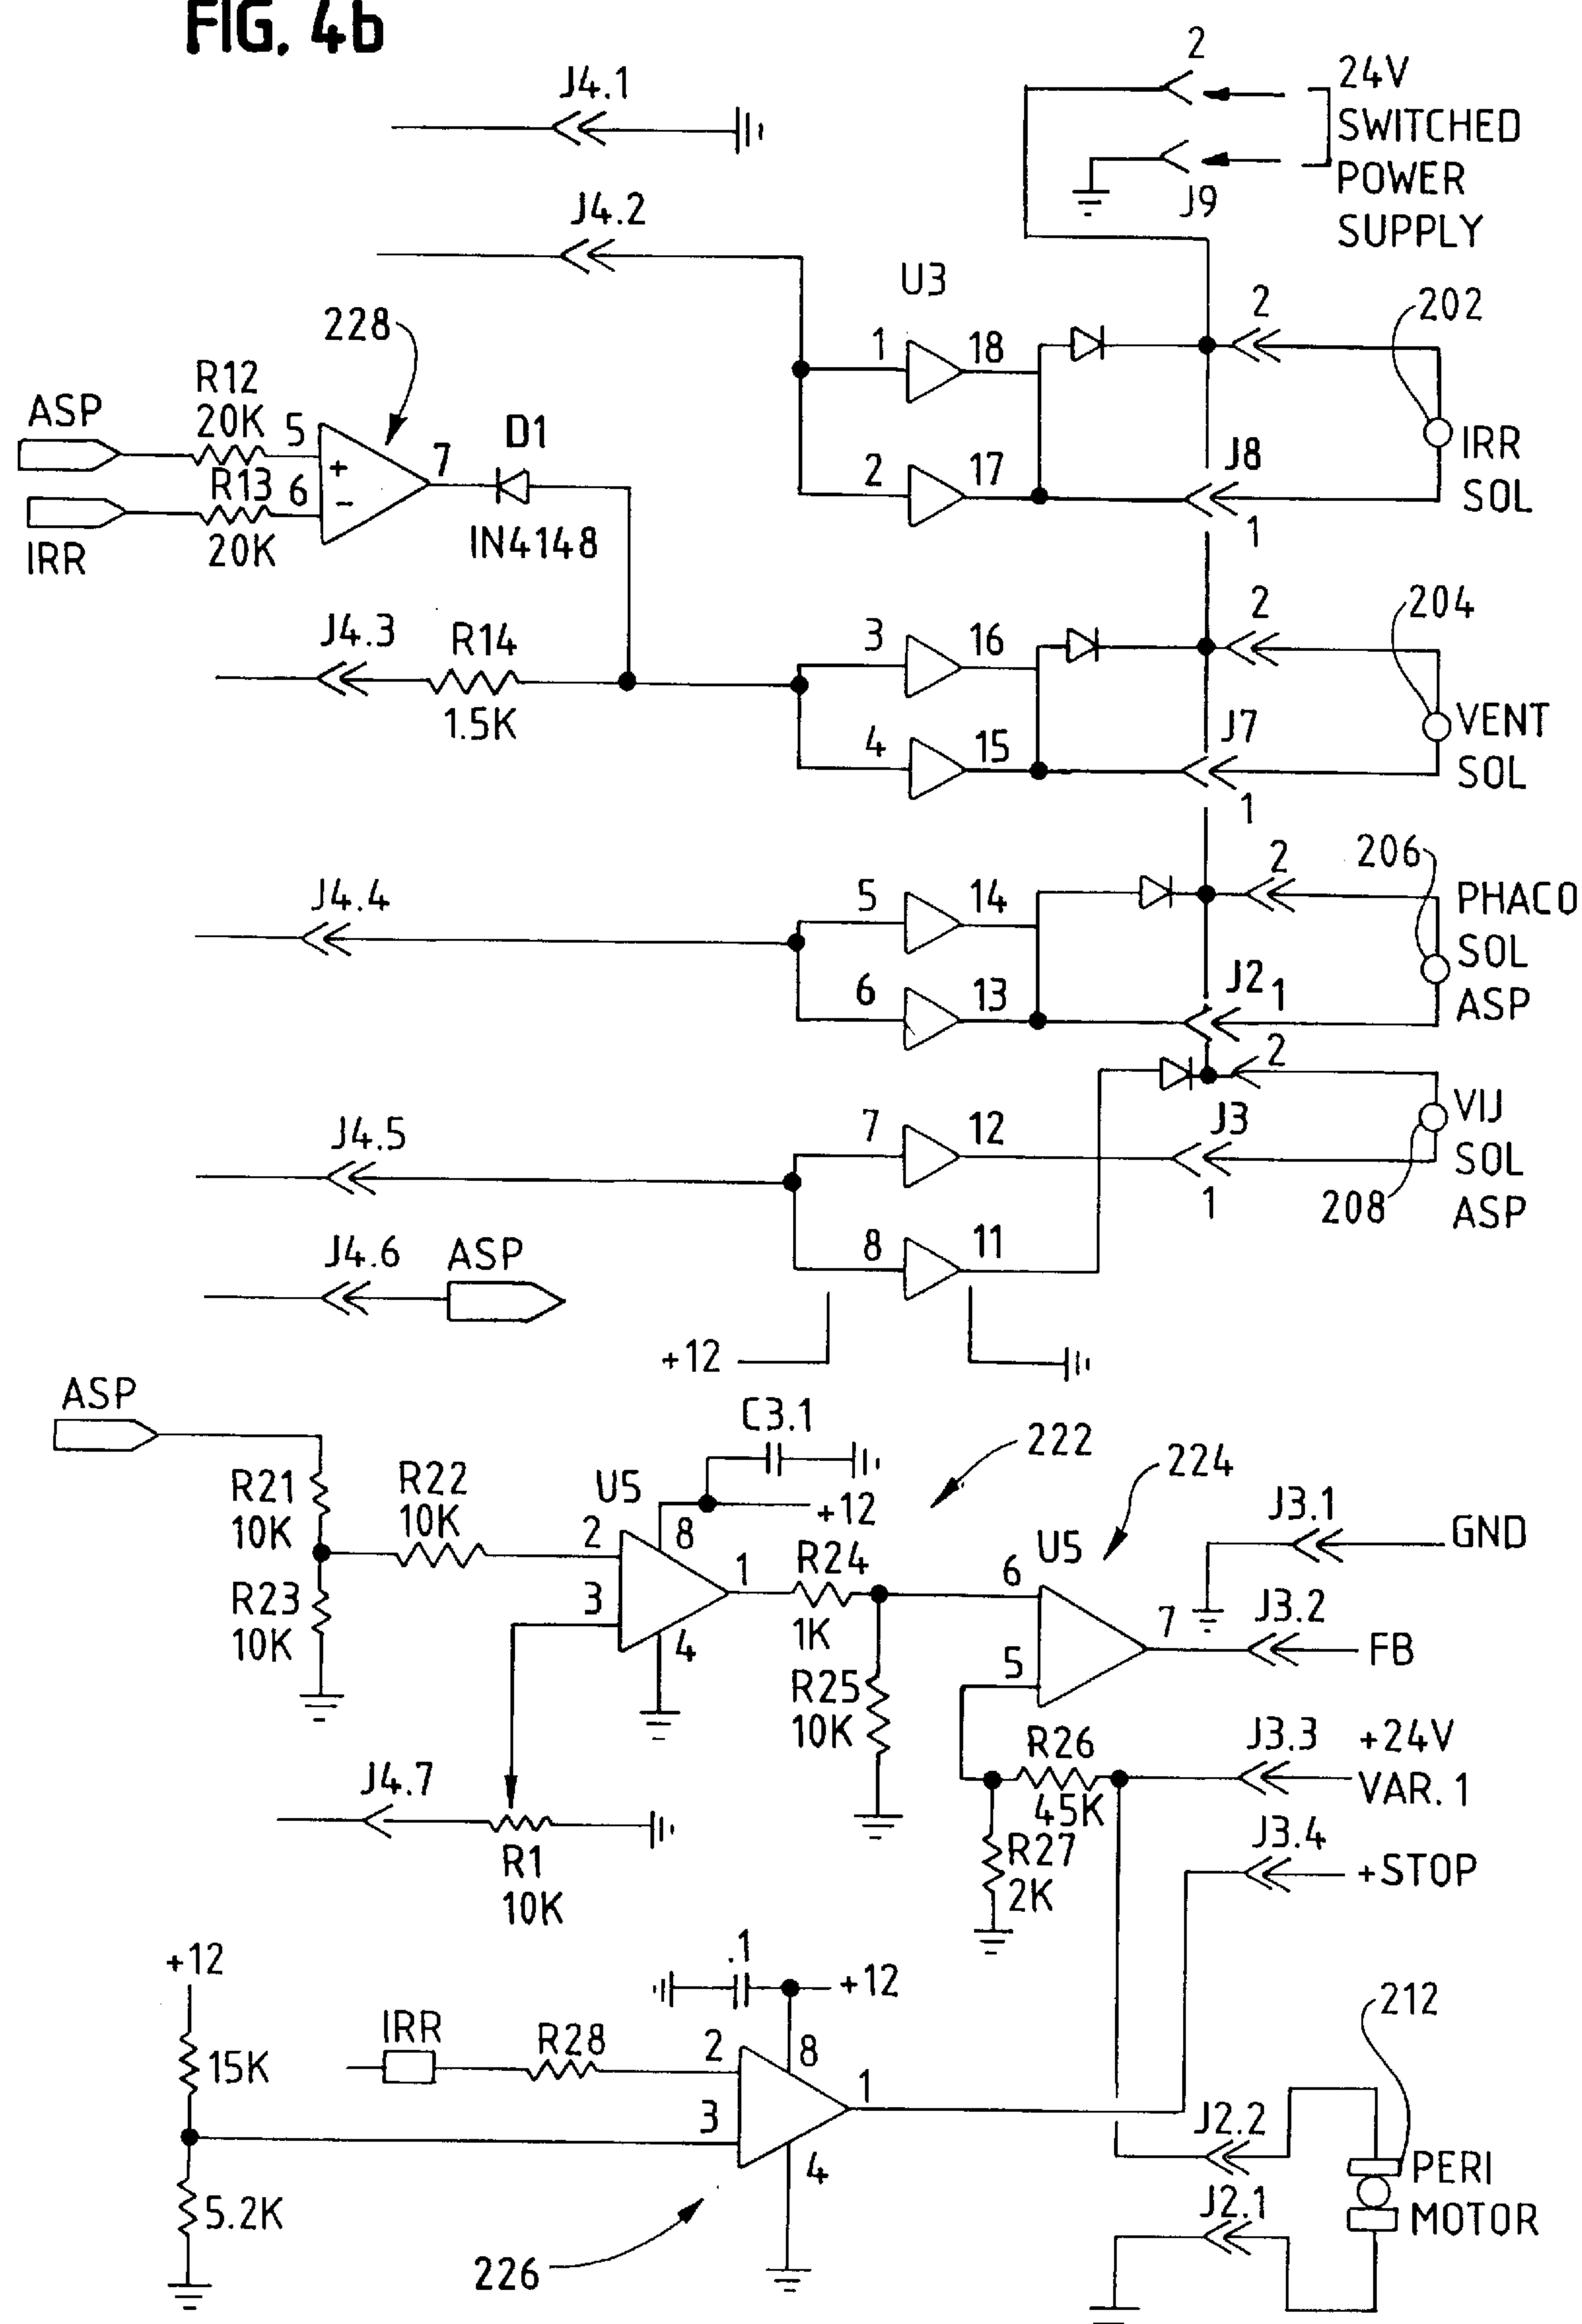 FIG. 4b
J4.1
2
24V
SWITCHED
POWER
SUPPLY
J9
J4.2
U3
228
2
202
1
18
R12
20K
ASP
5
+
7
D1
R13
6
-
20K
IRR
IN4148
2
17
J8
1
IRR
SOL
J4.3
R14
1.5K
3
16
2
204
4
15
J7
1
VENT
SOL
J4.4
5
14
2
206
PHACO
SOL
ASP
6
13
J2
1
2
J4.5
7
12
J3
1
VIJ
SOL
ASP
208
J4.6
ASP
8
11
+12
ASP
C3.1
222
R21
10K
R22
10K
U5
+12
224
2
8
1
R24
1K
U5
J3.1
GND
R23
10K
3
4
6
7
J3.2
FB
R25
10K
5
R26
45K
J3.3
+24V
VAR. 1
J4.7
R1
10K
R27
2K
J3.4
+STOP
+12
.1
+12
212
15K
IRR
R28
2
8
1
3
4
J2.2
5.2K
J2.1
PERI
MOTOR
226